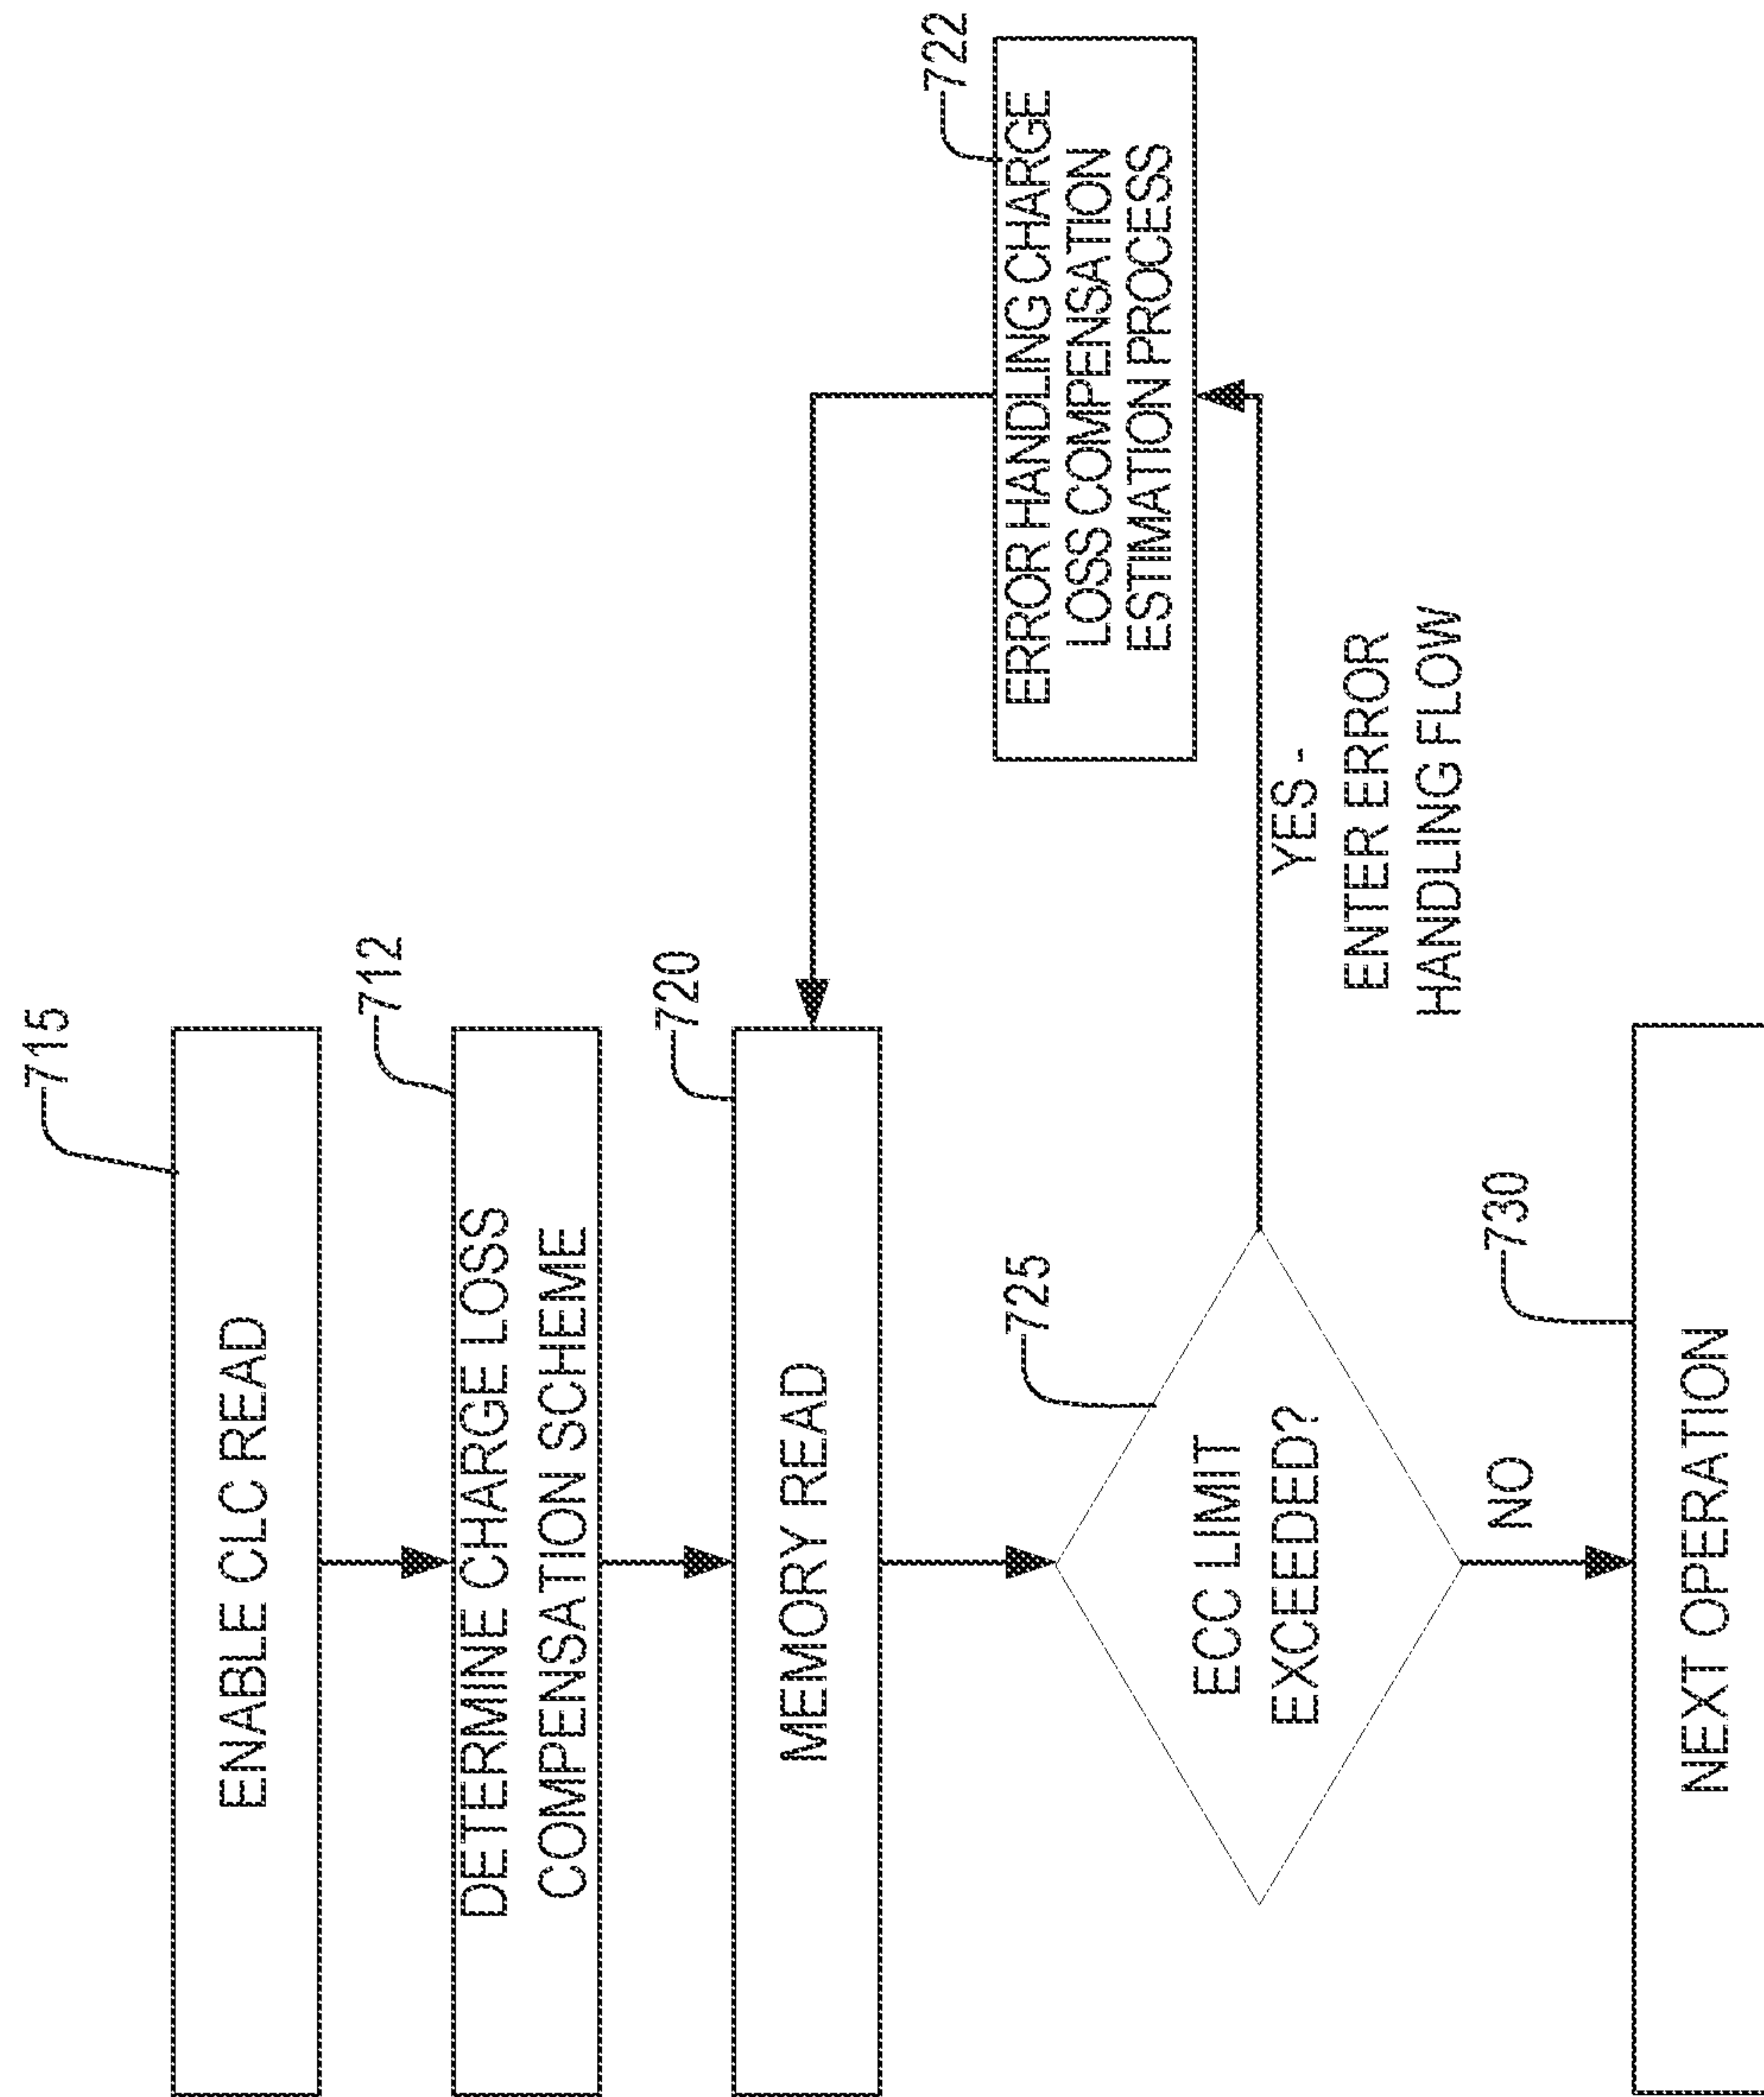 715
ENABLE CLC READ
712
DETERMINE CHARGE LOSS
COMPENSATION SCHEME
720
MEMORY READ
722
ERROR HANDLING CHARGE
LOSS COMPENSATION
ESTIMATION PROCESS
725
ECC LIMIT
EXCEEDED?
YES -
ENTER ERROR
HANDLING FLOW
NO
730
NEXT OPERATION